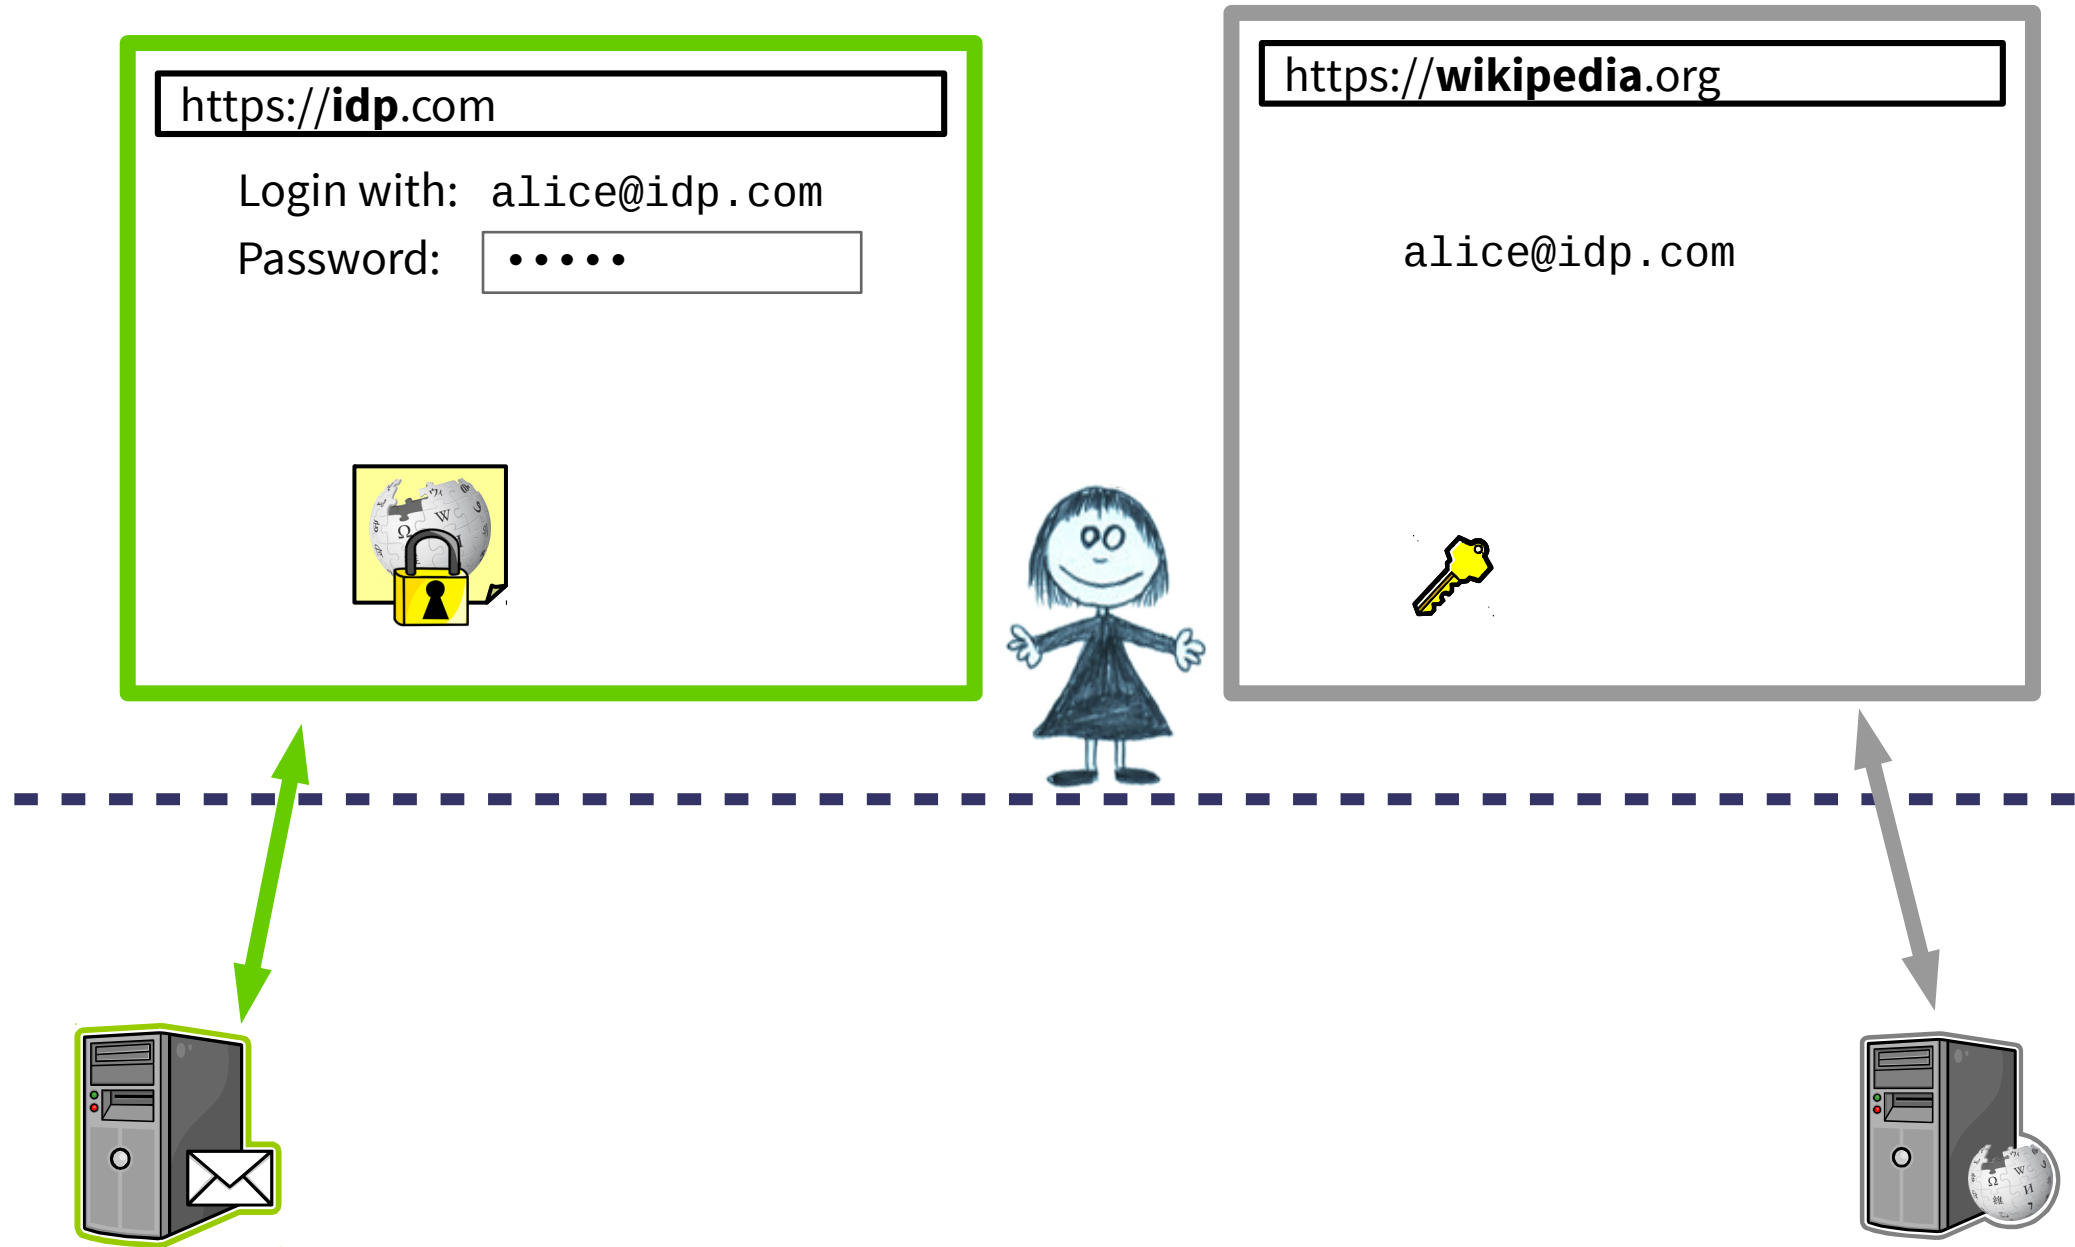 https://idp.com
Login with: alice@idp.com
Password: •••••
https://wikipedia.org
alice@idp.com